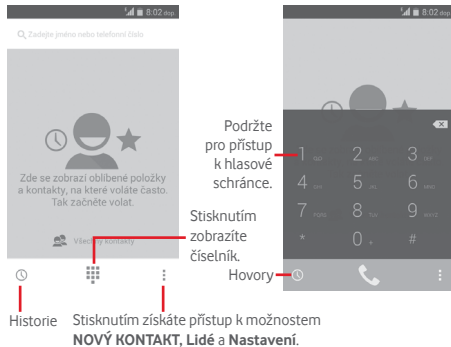 8:02 dop.
Zadejte jméno nebo telefonní číslo
Zde se zobrazí oblíbené položky
a kontakty, na které voláte často.
Tak začněte volat.
Všechny kontakty
Historie
Stisknutím
zobrazíte
číselník.
Stisknutím získáte přístup k možnostem
NOVÝ KONTAKT, Lidé a Nastavení.
8:02 dop.
Podržte
pro přístup
k hlasové
schránce.
1
2 ABC
3 DEF
4 GHI
5 JKL
6 MNO
7 PQRS
8 TUV
9 WXYZ
*
0 +
#
Hovory